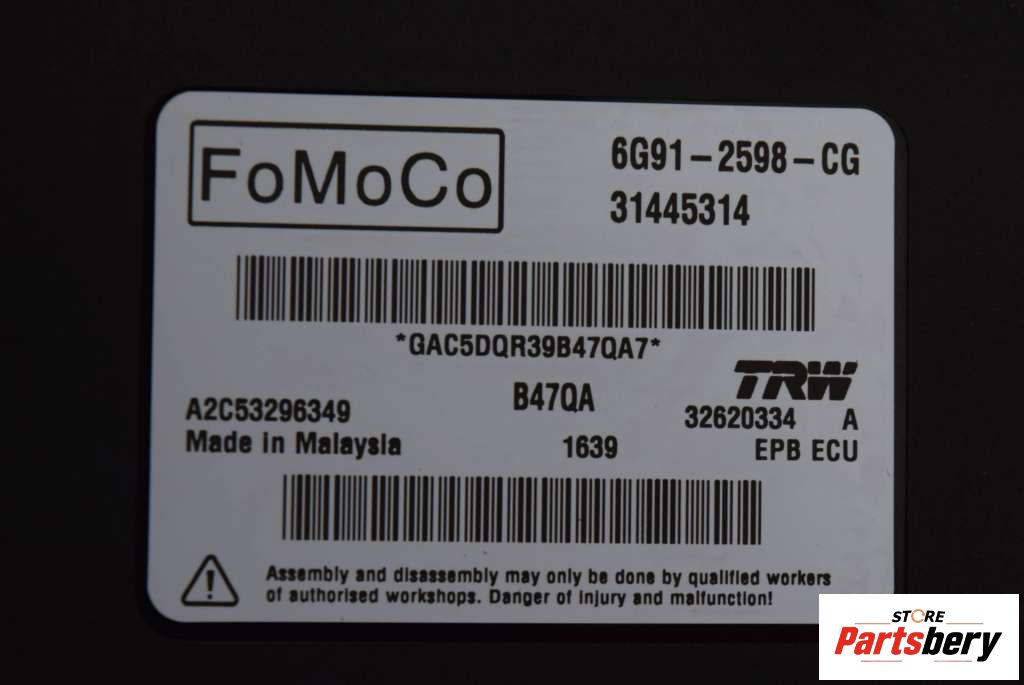 FoMoCo
6G91-2598-CG
31445314
*GAC5DQR39B47QA7*
TRW
A2C53296349
B47QA
32620334 A
Made in Malaysia
1639
EPB ECU
Assembly and disassembly may only be done by qualified workers
of authorised workshops. Danger of injury and malfunction!
STORE
Partsbery